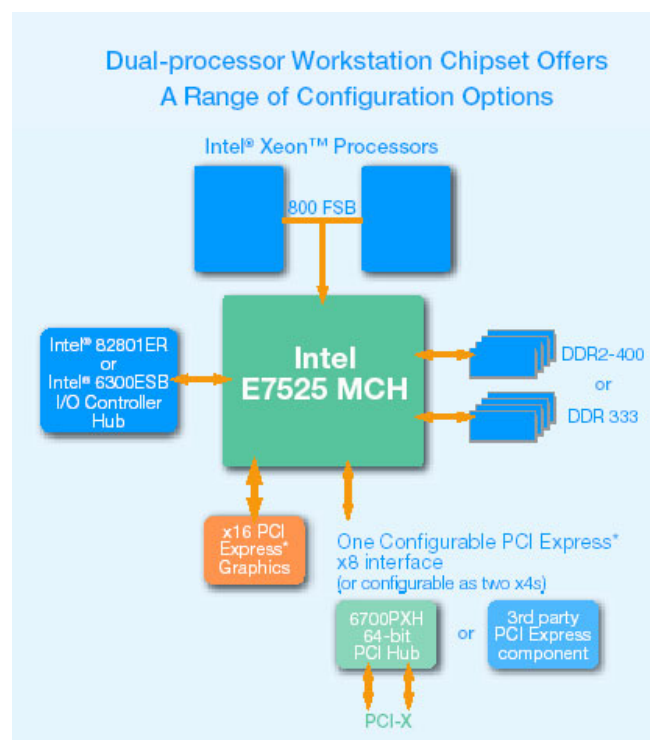 Dual-processor Workstation Chipset Offers
A Range of Configuration Options
Intel® Xeon™ Processors
800 FSB
Intel® 82801ER
or
Intel® 6300ESB
I/O Controller
Hub
Intel
E7525 MCH
DDR2-400
or
DDR 333
x16 PCI
Express*
Graphics
One Configurable PCI Express*
x8 interface
(or configurable as two x4s)
6700PXH
64-bit
PCI Hub
or
3rd party
PCI Express
component
PCI-X